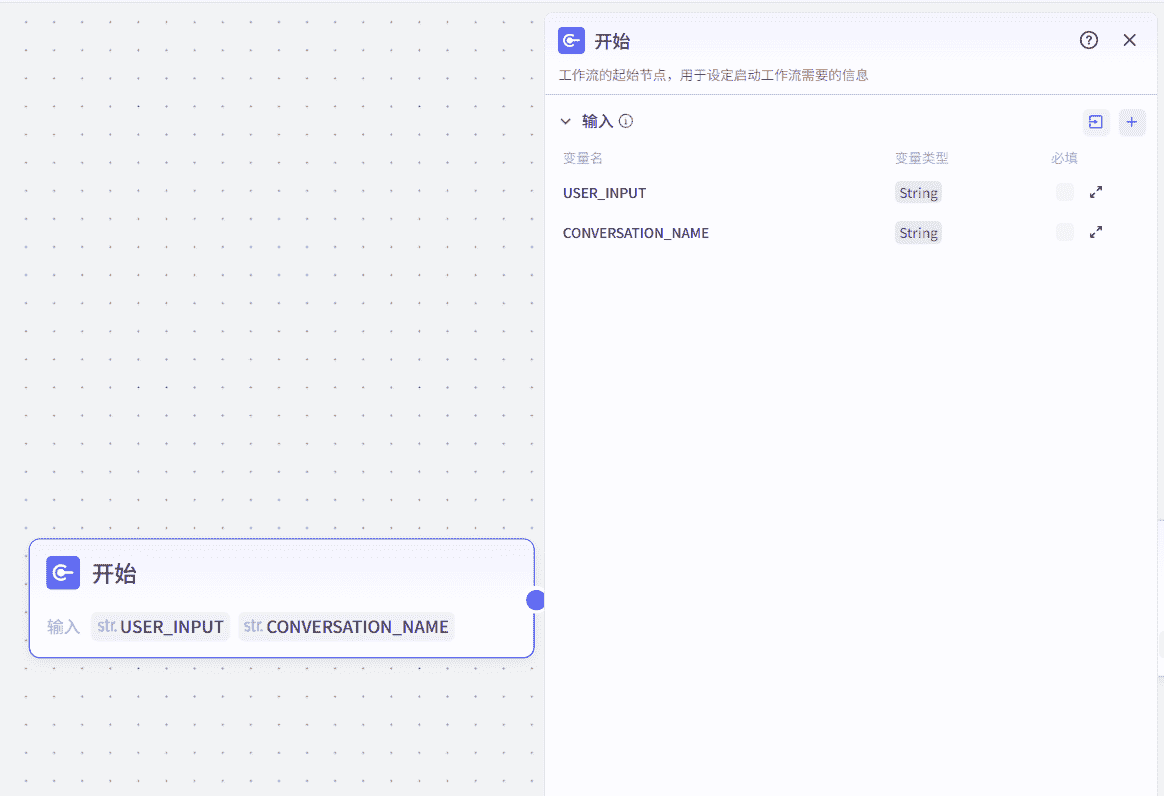 开始
工作流的起始节点，用于设定启动工作流需要的信息
输入
变量名 变量类型 必填
USER_INPUT String
CONVERSATION_NAME String
开始
输入 str. USER_INPUT str. CONVERSATION_NAME